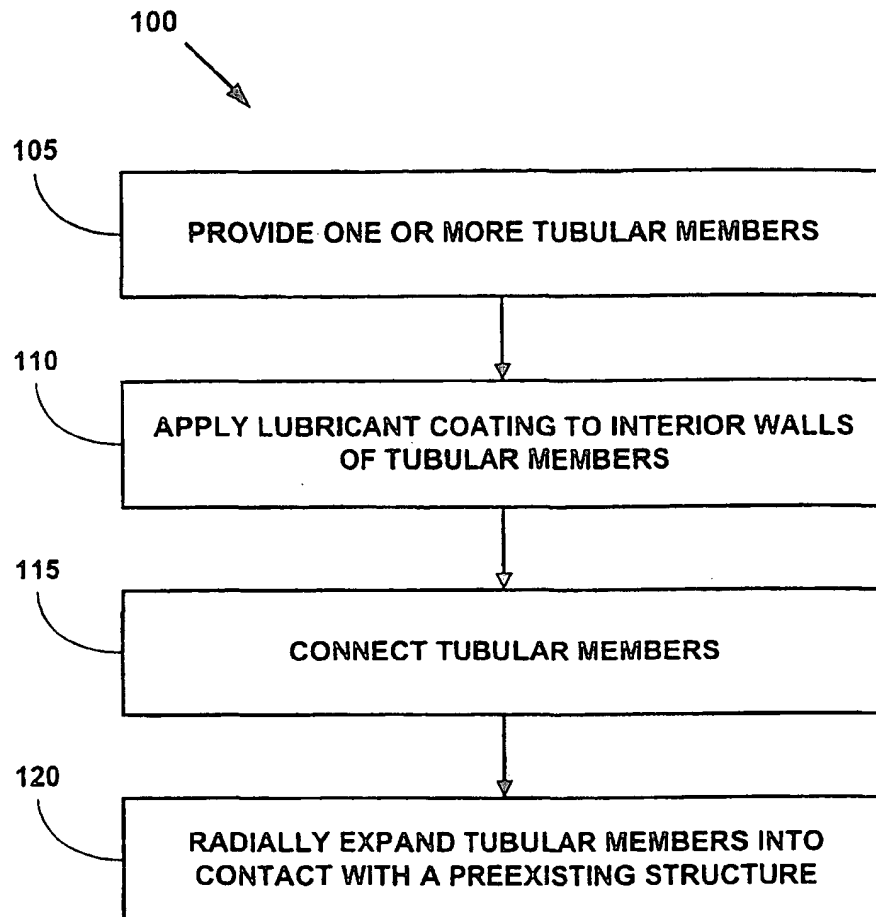 100
105
PROVIDE ONE OR MORE TUBULAR MEMBERS
110
APPLY LUBRICANT COATING TO INTERIOR WALLS
OF TUBULAR MEMBERS
115
CONNECT TUBULAR MEMBERS
120
RADIALLY EXPAND TUBULAR MEMBERS INTO
CONTACT WITH A PREEXISTING STRUCTURE